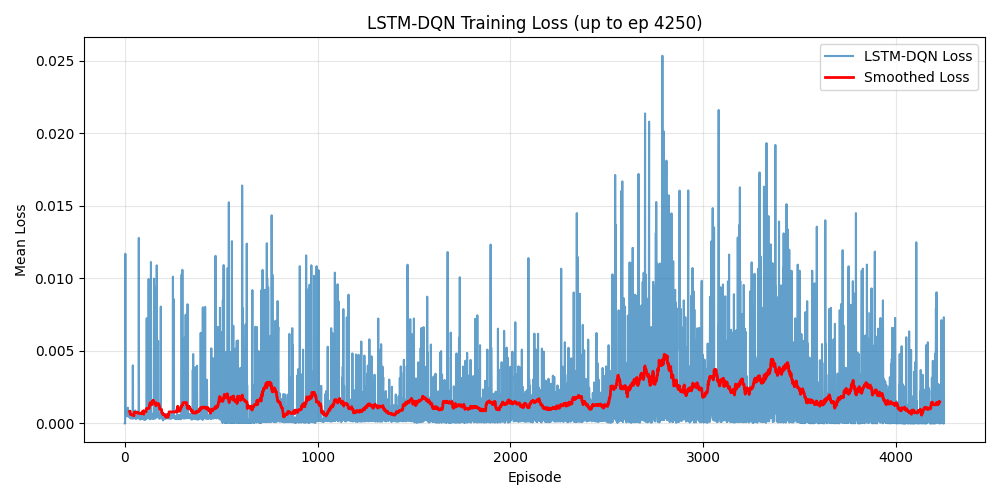 LSTM-DQN Training Loss (up to ep 4250)
LSTM-DQN Loss
Smoothed Loss
Mean Loss
0.025
0.020
0.015
0.010
0.005
0.000
0 1000 2000 3000 4000
Episode